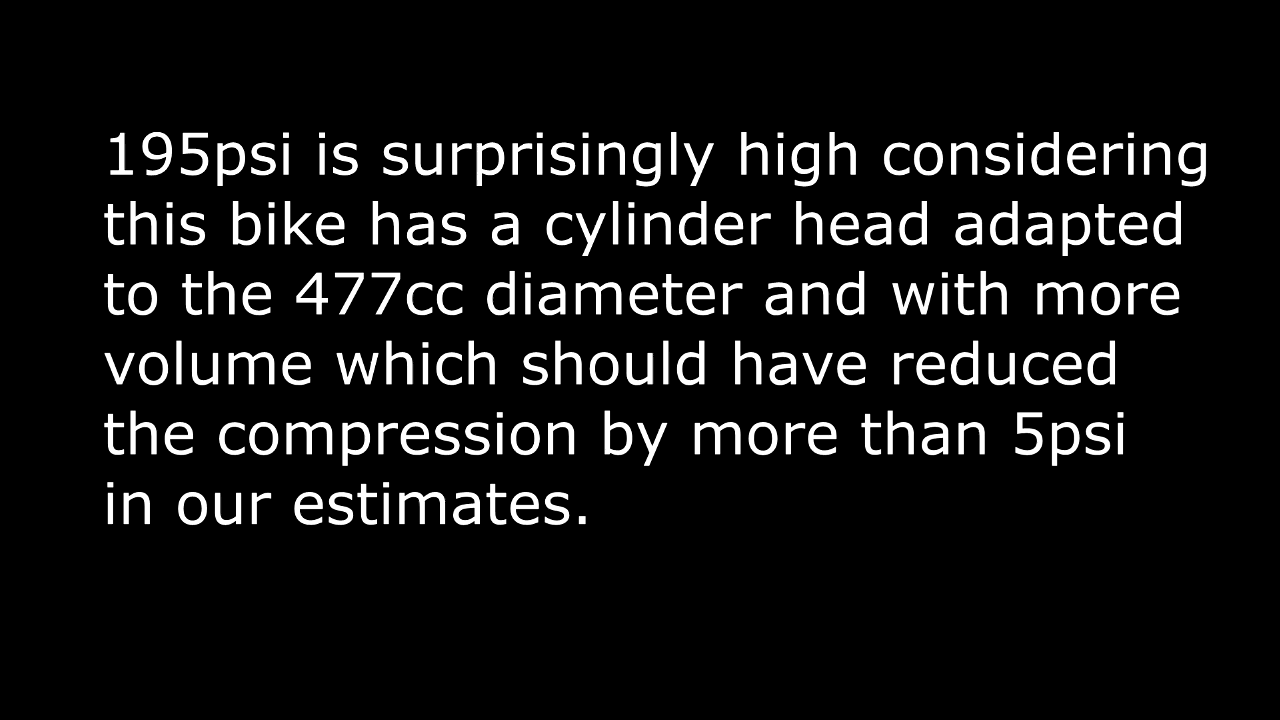 195psi is surprisingly high considering
this bike has a cylinder head adapted
to the 477cc diameter and with more
volume which should have reduced
the compression by more than 5psi
in our estimates.